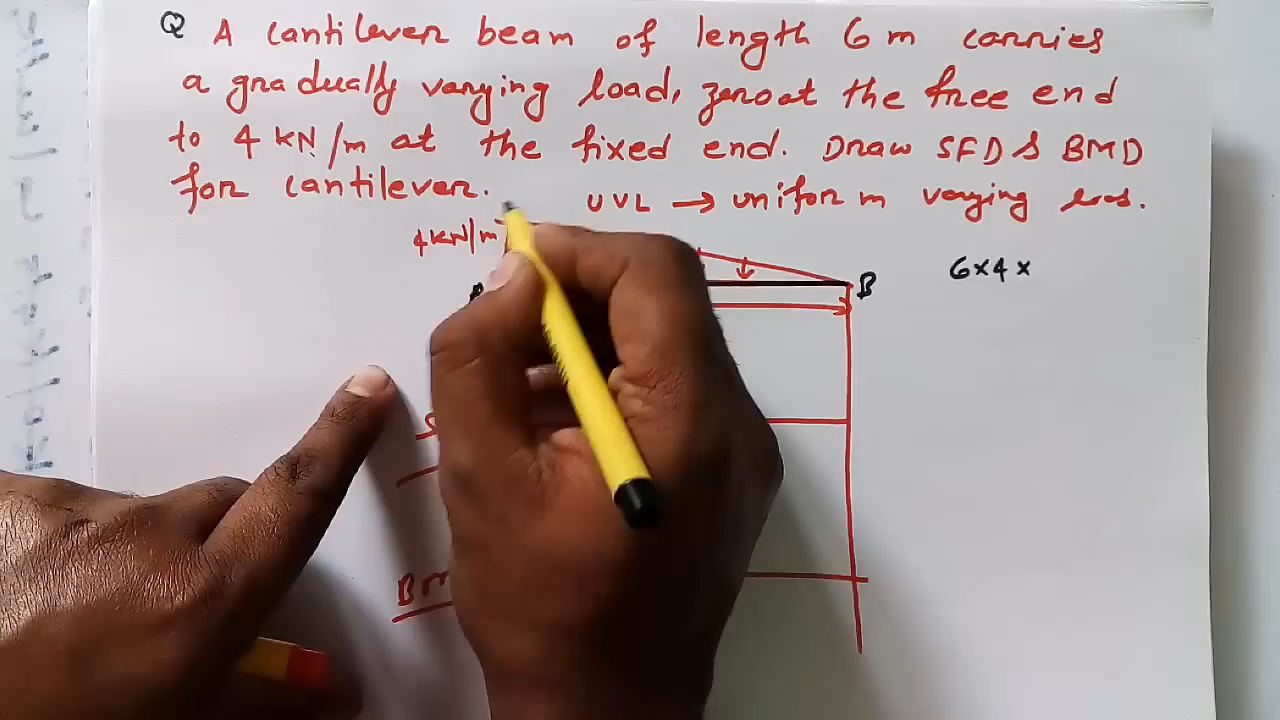 Q A cantilever beam of length 6 m carries
a gradually varying load, zero at the free end
to 4 KN/m at the fixed end. Draw SFD & BMD
for cantilever.
UVL → uniform varying load.
4KN/m
B
6×4×